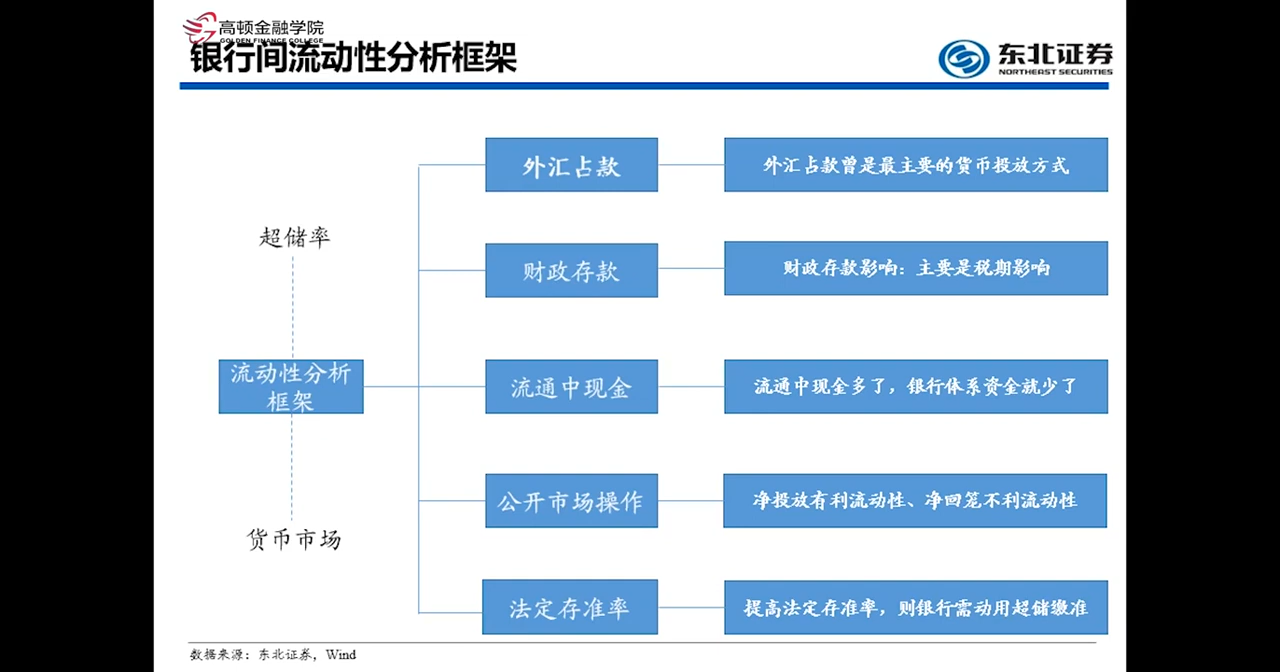 高顿金融学院
GOLDEN FINANCE COLLEGE
银行间流动性分析框架
东北证券
NORTHEAST SECURITIES
外汇占款
外汇占款曾是最主要的货币投放方式
超储率
财政存款
财政存款影响：主要是税期影响
流动性分析
框架
流通中现金
流通中现金多了，银行体系资金就少了
公开市场操作
净投放有利流动性、净回笼不利流动性
货币市场
法定存准率
提高法定存准率，则银行需动用超储缴准
数据来源：东北证券，Wind